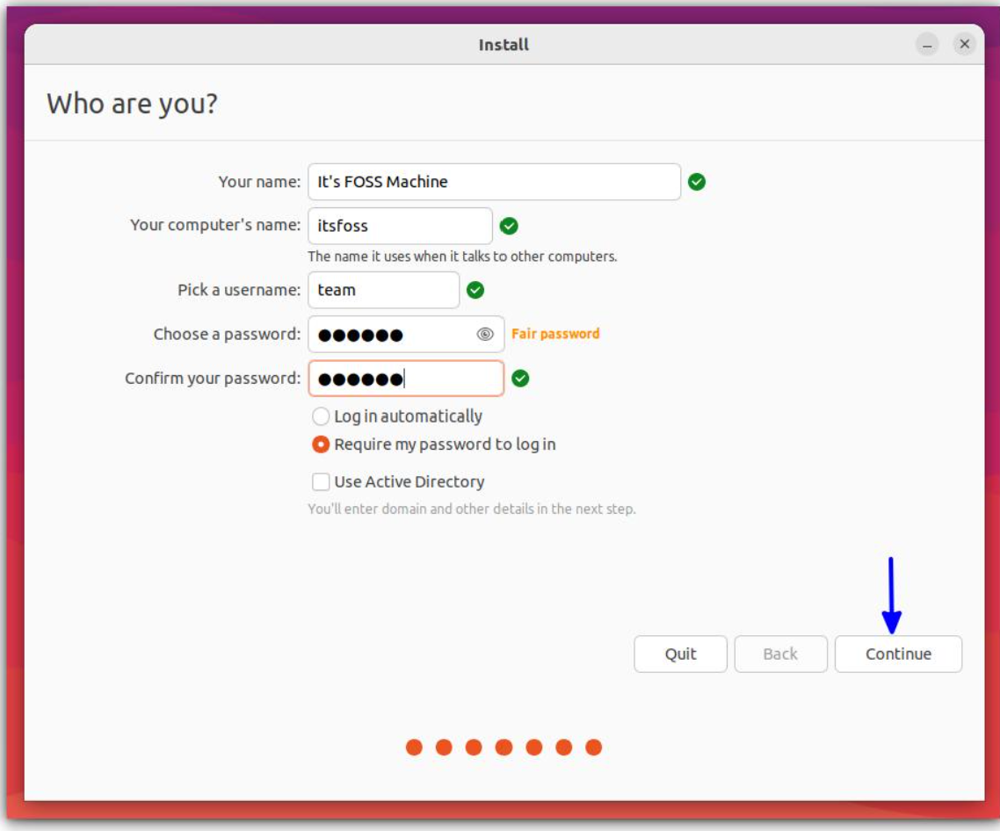 Install
Who are you?
Your name: It's FOSS Machine
Your computer's name: itsfoss
The name it uses when it talks to other computers.
Pick a username: team
Choose a password: ●●●●●● Fair password
Confirm your password: ●●●●●●
Log in automatically
Require my password to log in
Use Active Directory
You'll enter domain and other details in the next step.
Quit Back Continue